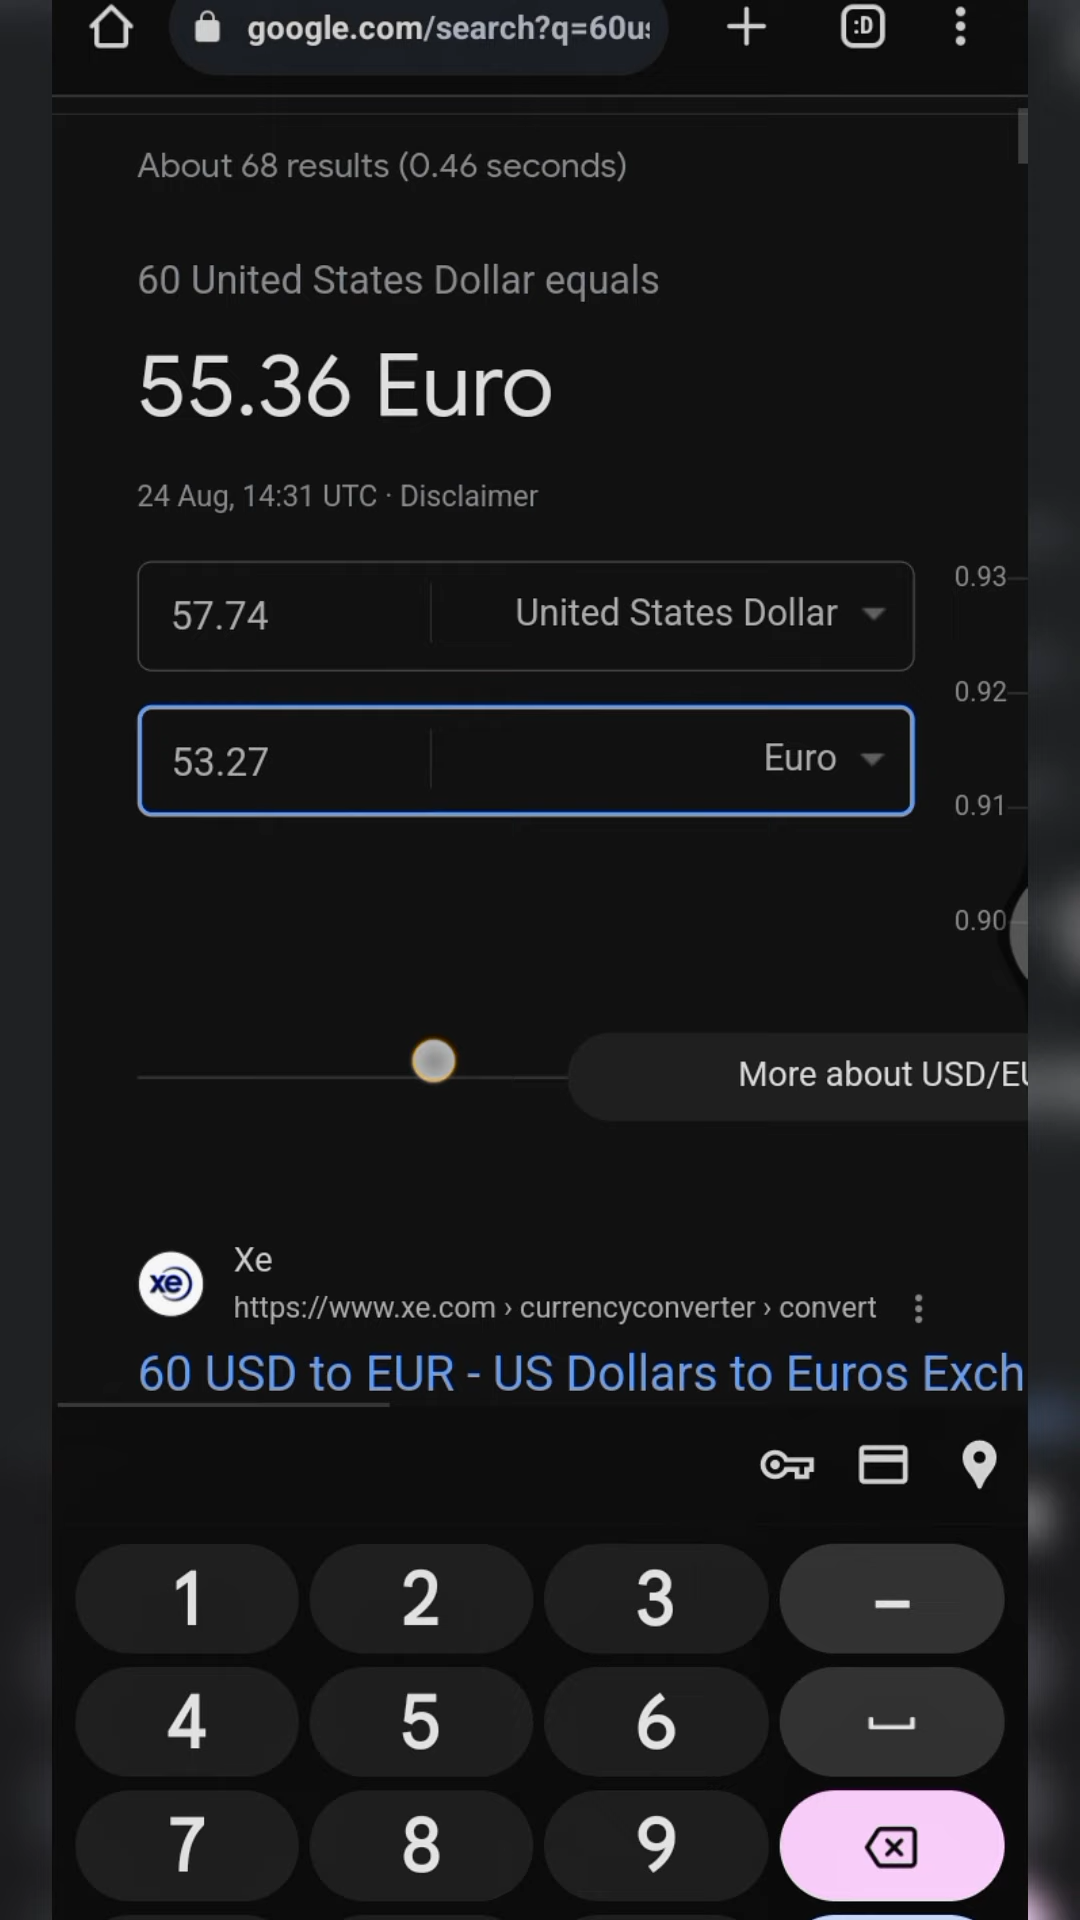 google.com/search?q=60us
:D
About 68 results (0.46 seconds)
60 United States Dollar equals
55.36 Euro
24 Aug, 14:31 UTC · Disclaimer
57.74 United States Dollar
53.27 Euro
0.93
0.92
0.91
0.90
More about USD/EU
xe
Xe
https://www.xe.com › currencyconverter › convert
60 USD to EUR - US Dollars to Euros Exch
1 2 3 –
4 5 6
7 8 9